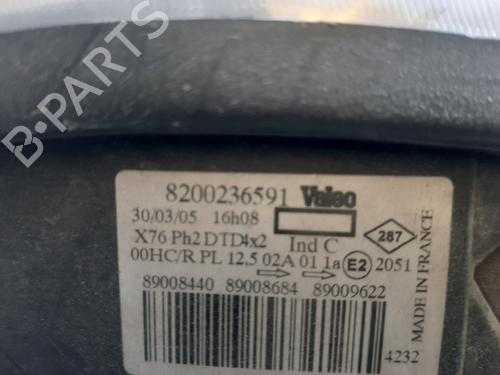 B-PARTS
8200236591 Valeo
30/03/05 16h08
X76 Ph2 DTD4x2 Ind C 287
00HC/R PL 12,5 02A 01 1a E2 2051
89008440 89008684 89009622
4232
MADE IN FRANCE